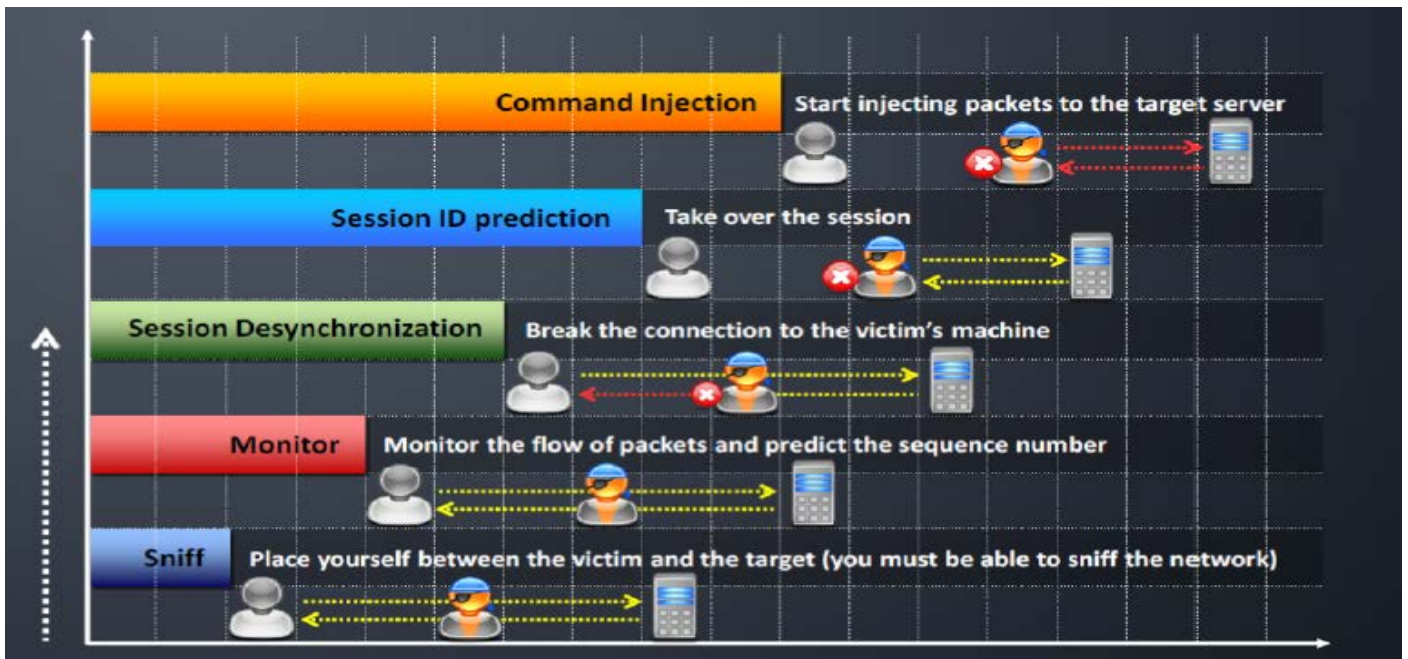 Command Injection
Start injecting packets to the target server
Session ID prediction
Take over the session
Session Desynchronization
Break the connection to the victim's machine
Monitor
Monitor the flow of packets and predict the sequence number
Sniff
Place yourself between the victim and the target (you must be able to sniff the network)